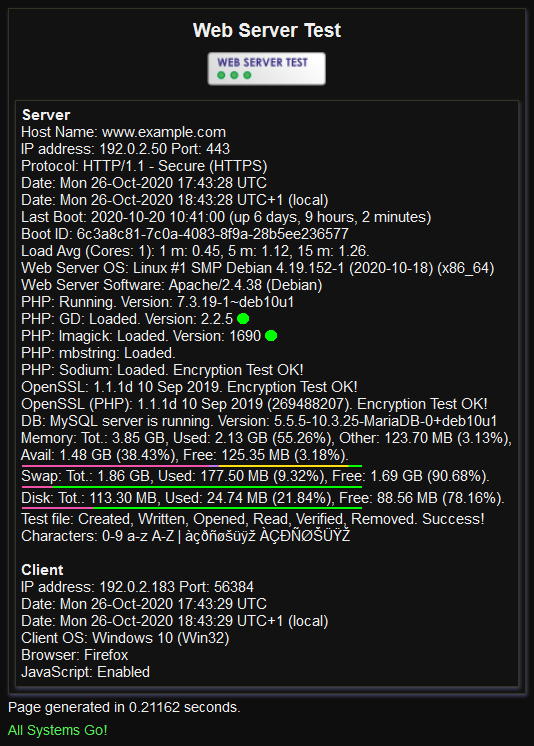 Web Server Test
WEB SERVER TEST
Server
Host Name: www.example.com
IP address: 192.0.2.50 Port: 443
Protocol: HTTP/1.1 - Secure (HTTPS)
Date: Mon 26-Oct-2020 17:43:28 UTC
Date: Mon 26-Oct-2020 18:43:28 UTC+1 (local)
Last Boot: 2020-10-20 10:41:00 (up 6 days, 9 hours, 2 minutes)
Boot ID: 6c3a8c81-7c0a-4083-8f9a-28b5ee236577
Load Avg (Cores: 1): 1 m: 0.45, 5 m: 1.12, 15 m: 1.26.
Web Server OS: Linux #1 SMP Debian 4.19.152-1 (2020-10-18) (x86_64)
Web Server Software: Apache/2.4.38 (Debian)
PHP: Running. Version: 7.3.19-1~deb10u1
PHP: GD: Loaded. Version: 2.2.5
PHP: Imagick: Loaded. Version: 1690
PHP: mbstring: Loaded.
PHP: Sodium: Loaded. Encryption Test OK!
OpenSSL: 1.1.1d 10 Sep 2019. Encryption Test OK!
OpenSSL (PHP): 1.1.1d 10 Sep 2019 (269488207). Encryption Test OK!
DB: MySQL server is running. Version: 5.5.5-10.3.25-MariaDB-0+deb10u1
Memory: Tot.: 3.85 GB, Used: 2.13 GB (55.26%), Other: 123.70 MB (3.13%),
Avail: 1.48 GB (38.43%), Free: 125.35 MB (3.18%).
Swap: Tot.: 1.86 GB, Used: 177.50 MB (9.32%), Free: 1.69 GB (90.68%).
Disk: Tot.: 113.30 MB, Used: 24.74 MB (21.84%), Free: 88.56 MB (78.16%).
Test file: Created, Written, Opened, Read, Verified, Removed. Success!
Characters: 0-9 a-z A-Z | àçðñøšüÿž ÀÇÐÑØŠÜŸŽ
Client
IP address: 192.0.2.183 Port: 56384
Date: Mon 26-Oct-2020 17:43:29 UTC
Date: Mon 26-Oct-2020 18:43:29 UTC+1 (local)
Client OS: Windows 10 (Win32)
Browser: Firefox
JavaScript: Enabled
Page generated in 0.21162 seconds.
All Systems Go!